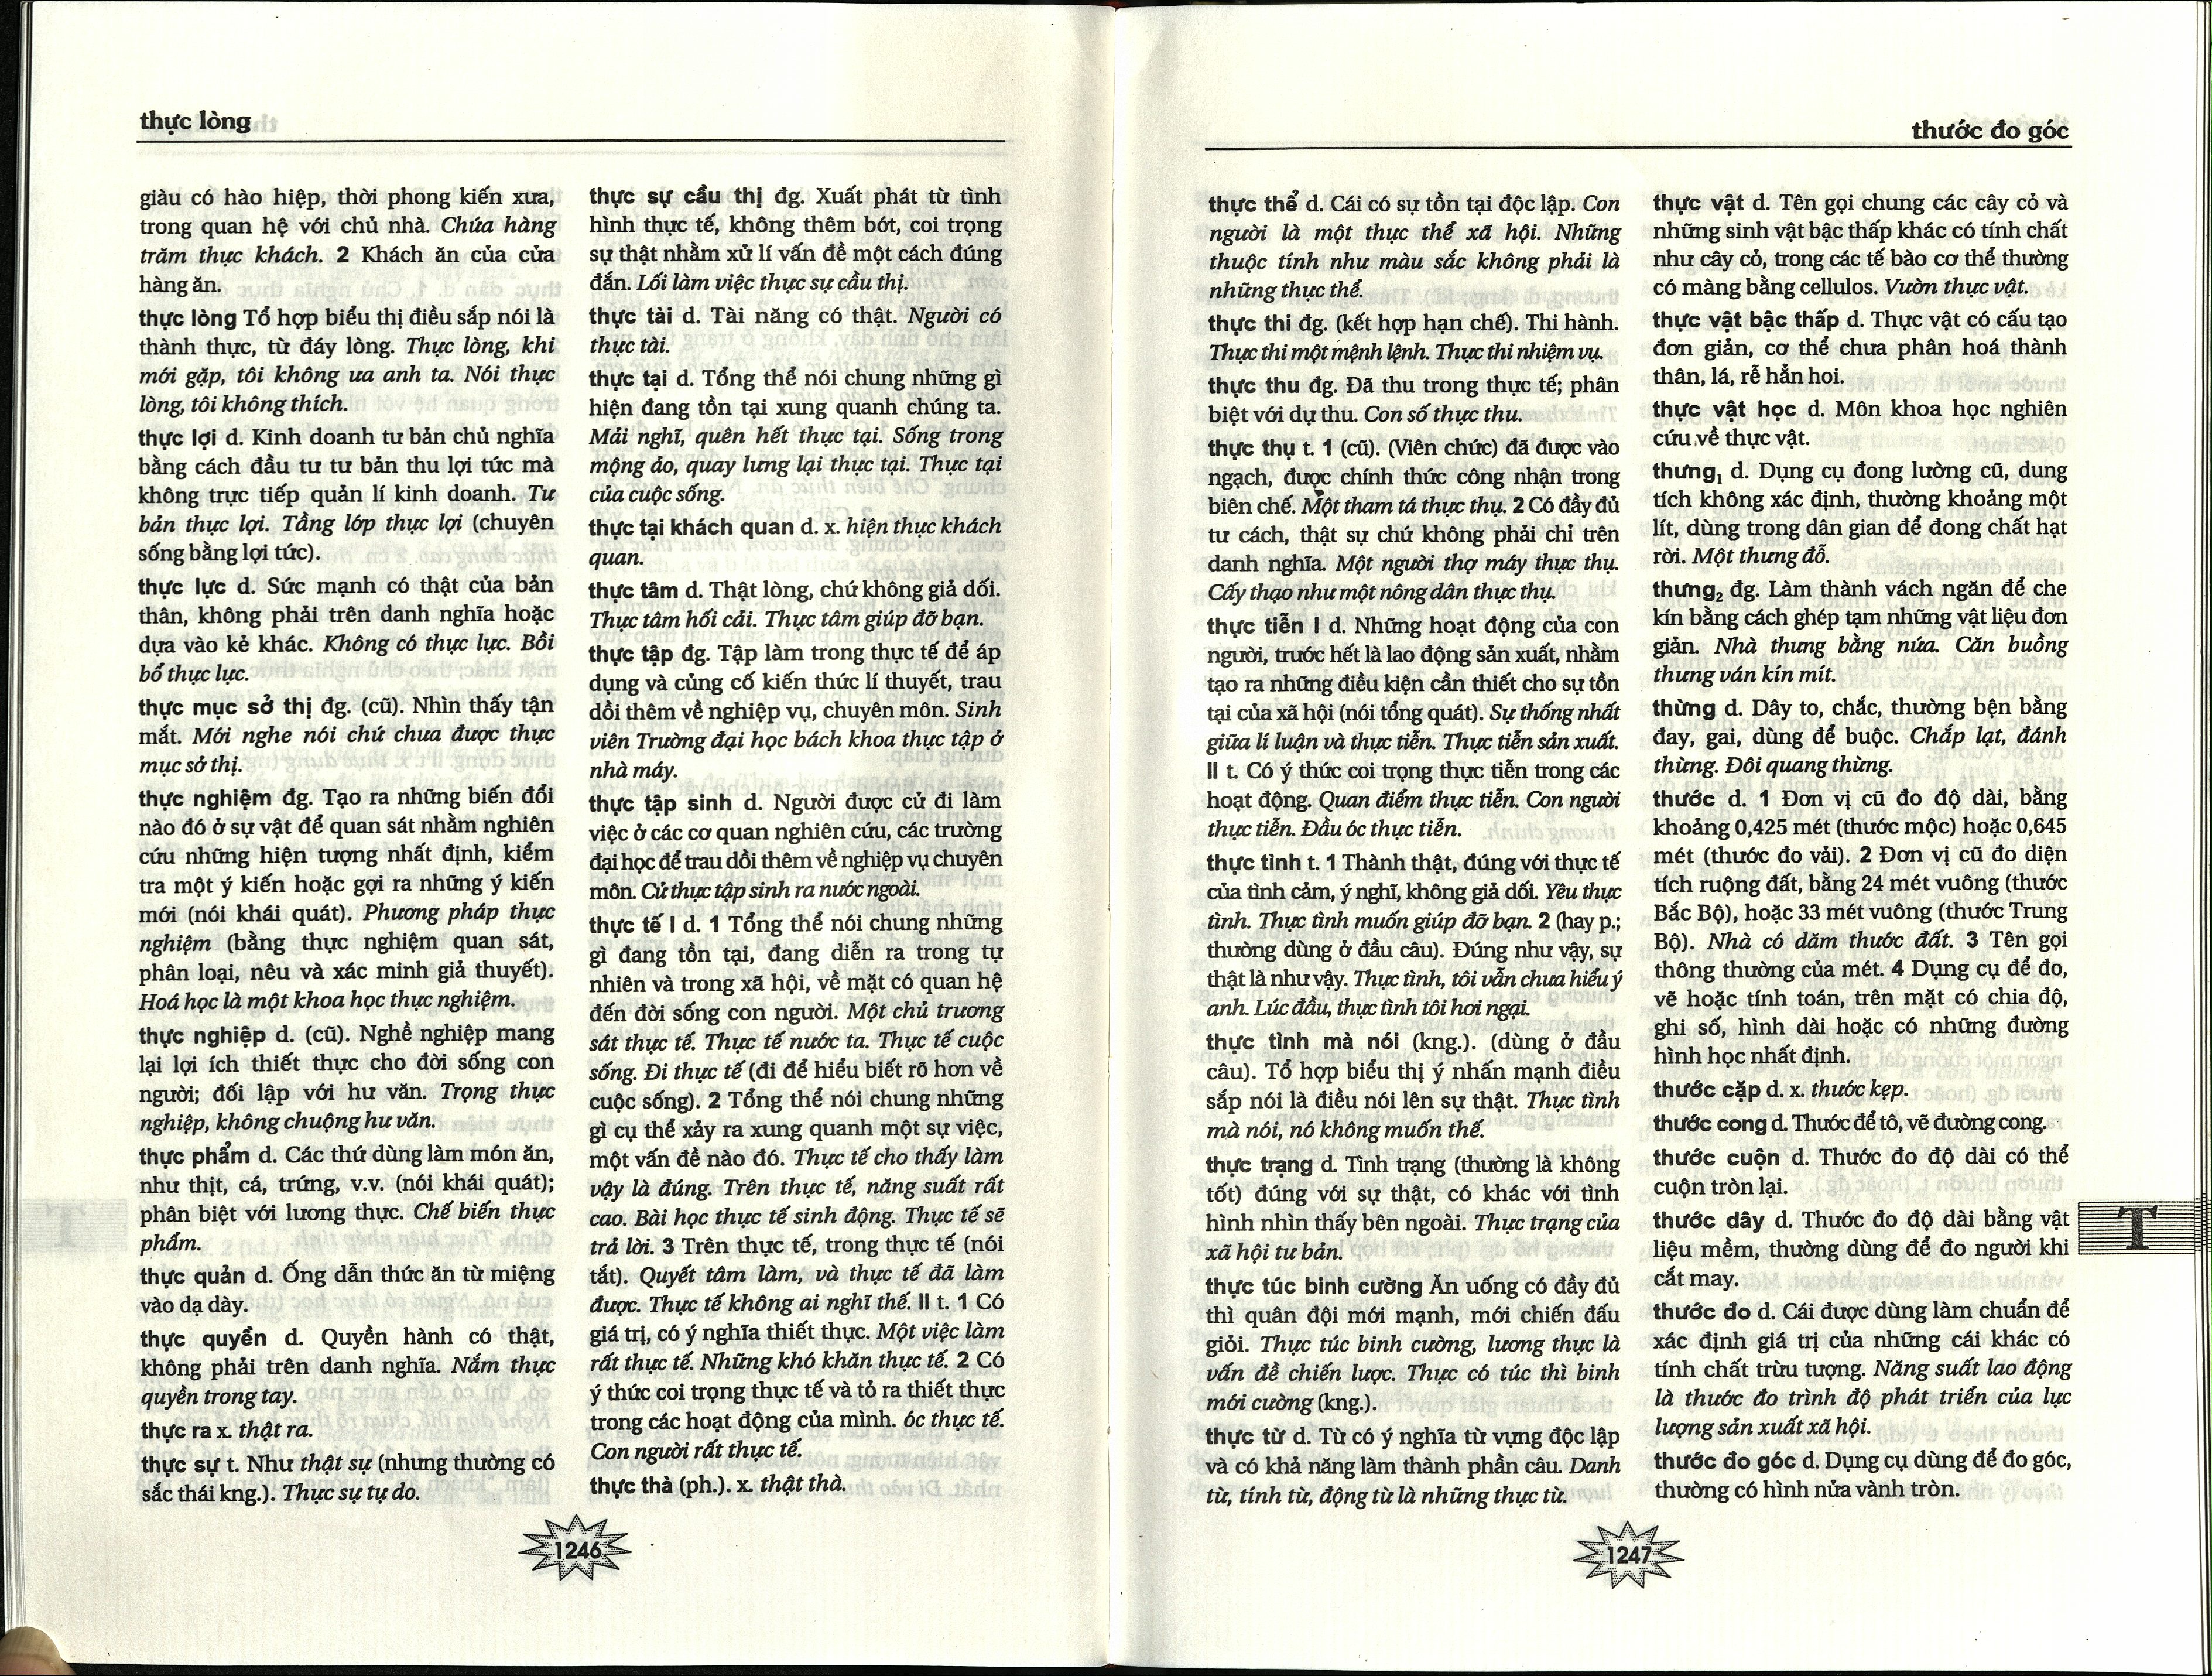 thực lòng
giàu có hào hiệp, thời phong kiến xưa,
trong quan hệ với chủ nhà. Chứa hàng
trăm thực khách. 2 Khách ăn của cửa
hàng ăn.
thực lòng Tổ hợp biểu thị điều sắp nói là
thành thực, từ đáy lòng. Thực lòng, khi
mới gặp, tôi không ưa anh ta. Nói thực
lòng, tôi không thích.
thực lợi d. Kinh doanh tư bản chủ nghĩa
bằng cách đầu tư tư bản thu lợi tức mà
không trực tiếp quản lí kinh doanh. Tư
bản thực lợi. Tầng lớp thực lợi (chuyên
sống bằng lợi tức).
thực lực d. Sức mạnh có thật của bản
thân, không phải trên danh nghĩa hoặc
dựa vào kẻ khác. Không có thực lực. Bồi
bổ thực lực.
thực mục sở thị đg. (cũ). Nhìn thấy tận
mắt. Mới nghe nói chứ chưa được thực
mục sở thị.
thực nghiệm đg. Tạo ra những biến đổi
nào đó ở sự vật để quan sát nhằm nghiên
cứu những hiện tượng nhất định, kiểm
tra một ý kiến hoặc gợi ra những ý kiến
mới (nói khái quát). Phương pháp thực
nghiệm (bằng thực nghiệm quan sát,
phân loại, nêu và xác minh giả thuyết).
Hoá học là một khoa học thực nghiệm.
thực nghiệp d. (cũ). Nghề nghiệp mang
lại lợi ích thiết thực cho đời sống con
người; đối lập với hư văn. Trọng thực
nghiệp, không chuộng hư văn.
thực phẩm d. Các thứ dùng làm món ăn,
như thịt, cá, trứng, v.v. (nói khái quát);
phân biệt với lương thực. Chế biến thực
phẩm.
thực quản d. Ống dẫn thức ăn từ miệng
vào dạ dày.
thực quyền d. Quyền hành có thật,
không phải trên danh nghĩa. Nắm thực
quyền trong tay.
thực ra x. thật ra.
thực sự t. Như thật sự (nhưng thường có
sắc thái kng.). Thực sự tự do.
thực sự cầu thị đg. Xuất phát từ tình
hình thực tế, không thêm bớt, coi trọng
sự thật nhằm xử lí vấn đề một cách đúng
đắn. Lối làm việc thực sự cầu thị.
thực tài d. Tài năng có thật. Người có
thực tài.
thực tại d. Tổng thể nói chung những gì
hiện đang tồn tại xung quanh chúng ta.
Mải nghĩ, quên hết thực tại. Sống trong
mộng ảo, quay lưng lại thực tại. Thực tại
của cuộc sống.
thực tại khách quan d. x. hiện thực khách
quan.
thực tâm d. Thật lòng, chứ không giả dối.
Thực tâm hối cải. Thực tâm giúp đỡ bạn.
thực tập đg. Tập làm trong thực tế để áp
dụng và củng cố kiến thức lí thuyết, trau
dồi thêm về nghiệp vụ, chuyên môn. Sinh
viên Trường đại học bách khoa thực tập ở
nhà máy.
thực tập sinh d. Người được cử đi làm
việc ở các cơ quan nghiên cứu, các trường
đại học để trau dồi thêm về nghiệp vụ chuyên
môn. Cử thực tập sinh ra nước ngoài.
thực tế I d. 1 Tổng thể nói chung những
gì đang tồn tại, đang diễn ra trong tự
nhiên và trong xã hội, về mặt có quan hệ
đến đời sống con người. Một chủ trương
sát thực tế. Thực tế nước ta. Thực tế cuộc
sống. Đi thực tế (đi để hiểu biết rõ hơn về
cuộc sống). 2 Tổng thể nói chung những
gì cụ thể xảy ra xung quanh một sự việc,
một vấn đề nào đó. Thực tế cho thấy làm
vậy là đúng. Trên thực tế, năng suất rất
cao. Bài học thực tế sinh động. Thực tế sẽ
trả lời. 3 Trên thực tế, trong thực tế (nói
tắt). Quyết tâm làm, và thực tế đã làm
được. Thực tế không ai nghĩ thế. II t. 1 Có
giá trị, có ý nghĩa thiết thực. Một việc làm
rất thực tế. Những khó khăn thực tế. 2 Có
ý thức coi trọng thực tế và tỏ ra thiết thực
trong các hoạt động của mình. óc thực tế.
Con người rất thực tế.
thực thà (ph.). x. thật thà.
1246
thước đo góc
thực thể d. Cái có sự tồn tại độc lập. Con
người là một thực thể xã hội. Những
thuộc tính như màu sắc không phải là
những thực thể.
thực thi đg. (kết hợp hạn chế). Thi hành.
Thực thi một mệnh lệnh. Thực thi nhiệm vụ.
thực thu đg. Đã thu trong thực tế; phân
biệt với dự thu. Con số thực thu.
thực thụ t. 1 (cũ). (Viên chức) đã được vào
ngạch, được chính thức công nhận trong
biên chế. Một tham tá thực thụ. 2 Có đầy đủ
tư cách, thật sự chứ không phải chỉ trên
danh nghĩa. Một người thợ máy thực thụ.
Cấy thạo như một nông dân thực thụ.
thực tiễn I d. Những hoạt động của con
người, trước hết là lao động sản xuất, nhằm
tạo ra những điều kiện cần thiết cho sự tồn
tại của xã hội (nói tổng quát). Sự thống nhất
giữa lí luận và thực tiễn. Thực tiễn sản xuất.
II t. Có ý thức coi trọng thực tiễn trong các
hoạt động. Quan điểm thực tiễn. Con người
thực tiễn. Đầu óc thực tiễn.
thực tình t. 1 Thành thật, đúng với thực tế
của tình cảm, ý nghĩ, không giả dối. Yêu thực
tình. Thực tình muốn giúp đỡ bạn. 2 (hay p.;
thường dùng ở đầu câu). Đúng như vậy, sự
thật là như vậy. Thực tình, tôi vẫn chưa hiểu ý
anh. Lúc đầu, thực tình tôi hơi ngại.
thực tình mà nói (kng.). (dùng ở đầu
câu). Tổ hợp biểu thị ý nhấn mạnh điều
sắp nói là điều nói lên sự thật. Thực tình
mà nói, nó không muốn thế.
thực trạng d. Tình trạng (thường là không
tốt) đúng với sự thật, có khác với tình
hình nhìn thấy bên ngoài. Thực trạng của
xã hội tư bản.
thực túc binh cường Ăn uống có đầy đủ
thì quân đội mới mạnh, mới chiến đấu
giỏi. Thực túc binh cường, lương thực là
vấn đề chiến lược. Thực có túc thì binh
mới cường (kng.).
thực từ d. Từ có ý nghĩa từ vựng độc lập
và có khả năng làm thành phần câu. Danh
từ, tính từ, động từ là những thực từ.
thực vật d. Tên gọi chung các cây cỏ và
những sinh vật bậc thấp khác có tính chất
như cây cỏ, trong các tế bào cơ thể thường
có màng bằng cellulos. Vườn thực vật.
thực vật bậc thấp d. Thực vật có cấu tạo
đơn giản, cơ thể chưa phân hoá thành
thân, lá, rễ hẳn hoi.
thực vật học d. Môn khoa học nghiên
cứu về thực vật.
thưng₁ d. Dụng cụ đong lường cũ, dung
tích không xác định, thường khoảng một
lít, dùng trong dân gian để đong chất hạt
rời. Một thưng đỗ.
thưng₂ đg. Làm thành vách ngăn để che
kín bằng cách ghép tạm những vật liệu đơn
giản. Nhà thưng bằng nứa. Căn buồng
thưng ván kín mít.
thừng d. Dây to, chắc, thường bện bằng
đay, gai, dùng để buộc. Chắp lạt, đánh
thừng. Đôi quang thừng.
thước d. 1 Đơn vị cũ đo độ dài, bằng
khoảng 0,425 mét (thước mộc) hoặc 0,645
mét (thước đo vải). 2 Đơn vị cũ đo diện
tích ruộng đất, bằng 24 mét vuông (thước
Bắc Bộ), hoặc 33 mét vuông (thước Trung
Bộ). Nhà có dăm thước đất. 3 Tên gọi
thông thường của mét. 4 Dụng cụ để đo,
vẽ hoặc tính toán, trên mặt có chia độ,
ghi số, hình dài hoặc có những đường
hình học nhất định.
thước cặp d. x. thước kẹp.
thước cong d. Thước để tô, vẽ đường cong.
thước cuộn d. Thước đo độ dài có thể
cuộn tròn lại.
thước dây d. Thước đo độ dài bằng vật
liệu mềm, thường dùng để đo người khi
cắt may.
thước đo d. Cái được dùng làm chuẩn để
xác định giá trị của những cái khác có
tính chất trừu tượng. Năng suất lao động
là thước đo trình độ phát triển của lực
lượng sản xuất xã hội.
thước đo góc d. Dụng cụ dùng để đo góc,
thường có hình nửa vành tròn.
T
1247